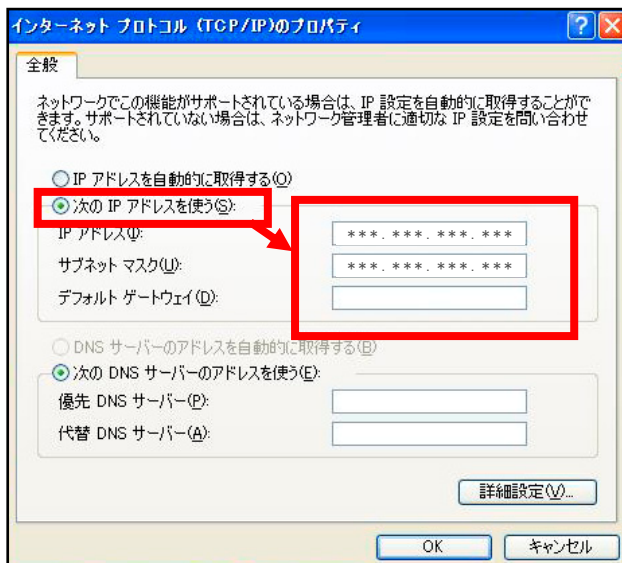 インターネット プロトコル (TCP/IP)のプロパティ
全般
ネットワークでこの機能がサポートされている場合は、IP 設定を自動的に取得することがで
きます。サポートされていない場合は、ネットワーク管理者に適切な IP 設定を問い合わせ
てください。
IP アドレスを自動的に取得する(O)
次の IP アドレスを使う(S):
IP アドレス(I): ***.***.***.***
サブネット マスク(U): ***.***.***.***
デフォルト ゲートウェイ(D):
DNS サーバーのアドレスを自動的に取得する(B)
次の DNS サーバーのアドレスを使う(E):
優先 DNS サーバー(P):
代替 DNS サーバー(A):
詳細設定(V)...
OK キャンセル